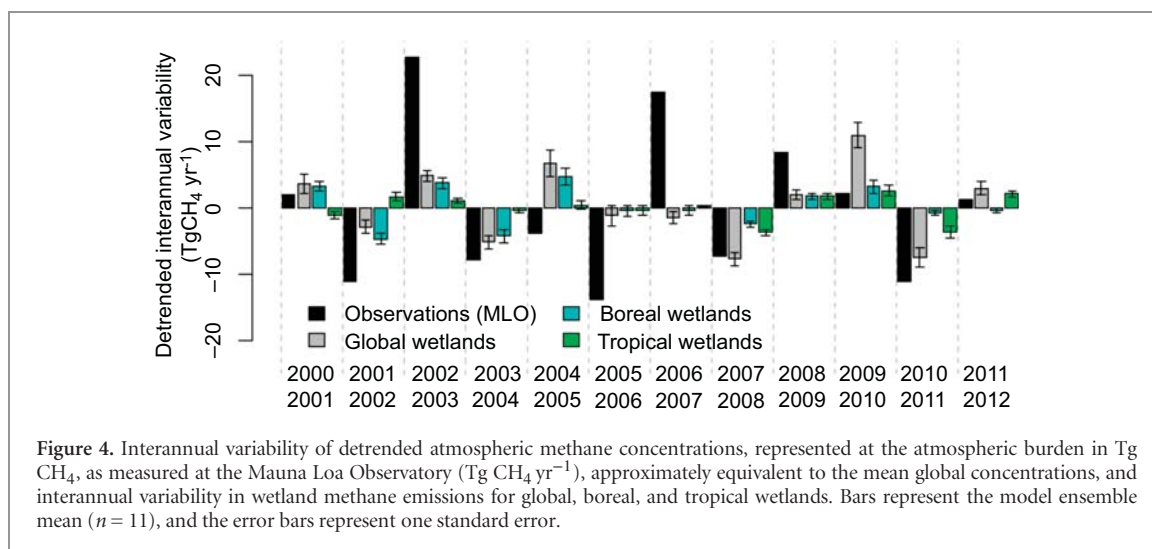 Detrended interannual variability
(TgCH₄ yr⁻¹)
20
10
0
−10
−20
Observations (MLO)
Boreal wetlands
Global wetlands
Tropical wetlands
2000 2001 2002 2003 2004 2005 2006 2007 2008 2009 2010 2011
2001 2002 2003 2004 2005 2006 2007 2008 2009 2010 2011 2012
Figure 4. Interannual variability of detrended atmospheric methane concentrations, represented at the atmospheric burden in Tg
CH₄, as measured at the Mauna Loa Observatory (Tg CH₄ yr⁻¹), approximately equivalent to the mean global concentrations, and
interannual variability in wetland methane emissions for global, boreal, and tropical wetlands. Bars represent the model ensemble
mean (n = 11), and the error bars represent one standard error.